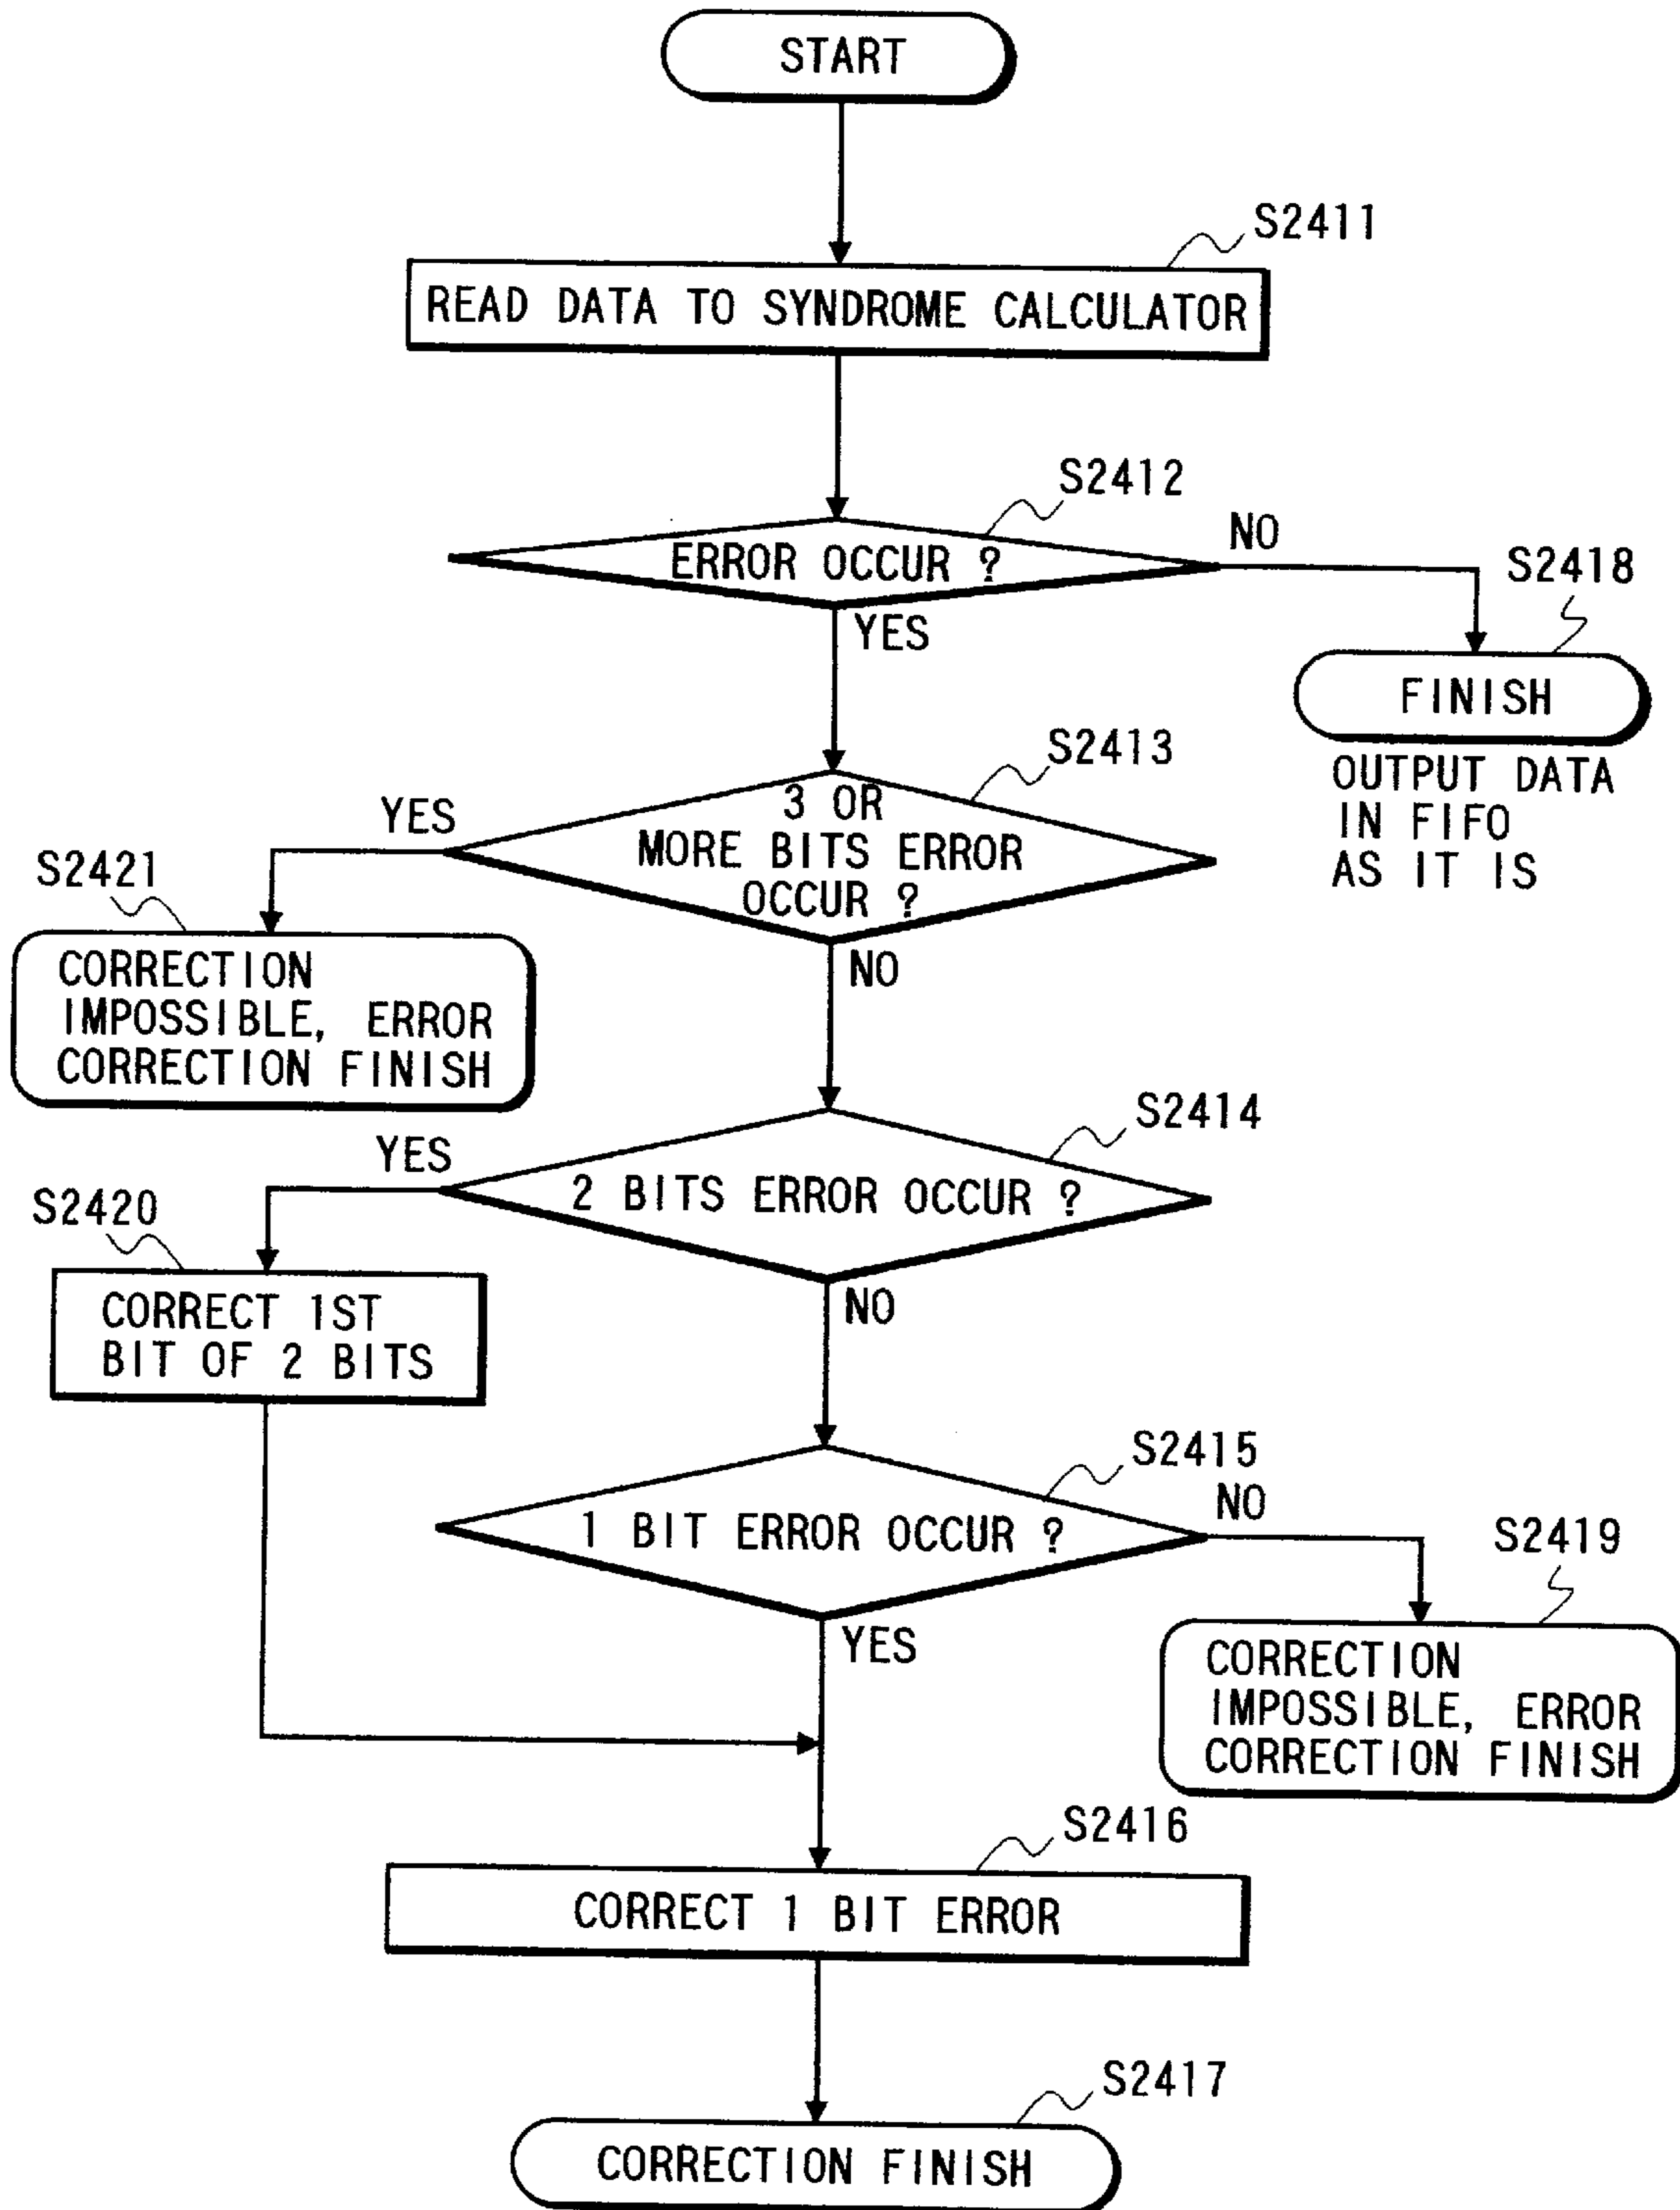 START
S2411
READ DATA TO SYNDROME CALCULATOR
S2412
ERROR OCCUR ?
NO
S2418
YES
FINISH
OUTPUT DATA
IN FIFO
AS IT IS
S2413
3 OR
MORE BITS ERROR
OCCUR ?
YES
S2421
CORRECTION
IMPOSSIBLE, ERROR
CORRECTION FINISH
NO
S2414
2 BITS ERROR OCCUR ?
YES
S2420
CORRECT 1ST
BIT OF 2 BITS
NO
S2415
1 BIT ERROR OCCUR ?
NO
S2419
CORRECTION
IMPOSSIBLE, ERROR
CORRECTION FINISH
YES
S2416
CORRECT 1 BIT ERROR
S2417
CORRECTION FINISH